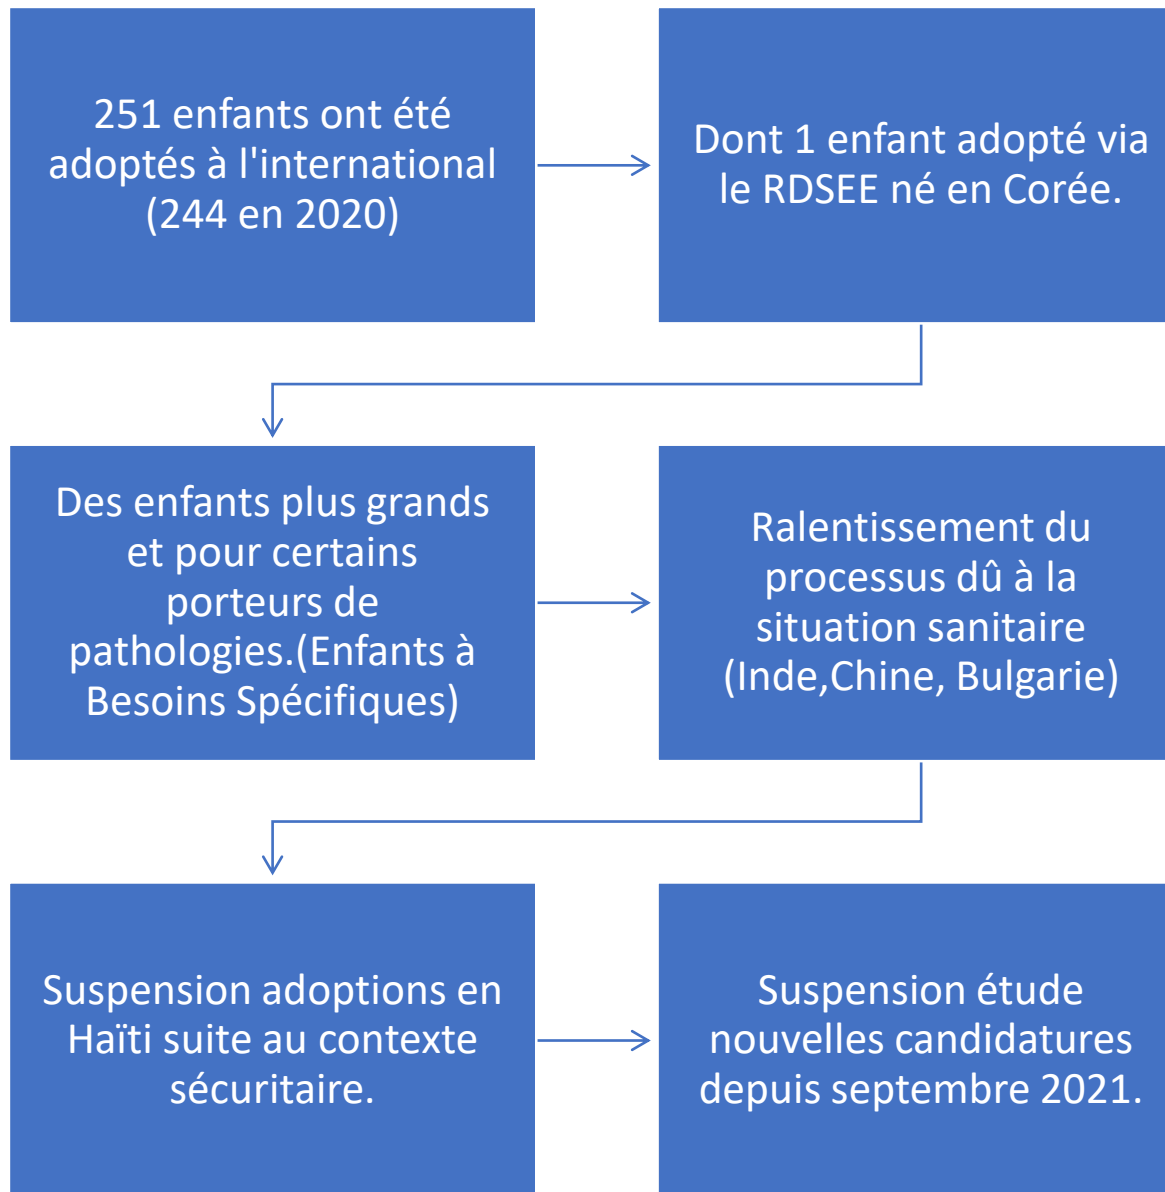 251 enfants ont été
adoptés à l'international
(244 en 2020)
Dont 1 enfant adopté via
le RDSEE né en Corée.
Des enfants plus grands
et pour certains
porteurs de
pathologies.(Enfants à
Besoins Spécifiques)
Ralentissement du
processus dû à la
situation sanitaire
(Inde,Chine, Bulgarie)
Suspension adoptions en
Haïti suite au contexte
sécuritaire.
Suspension étude
nouvelles candidatures
depuis septembre 2021.